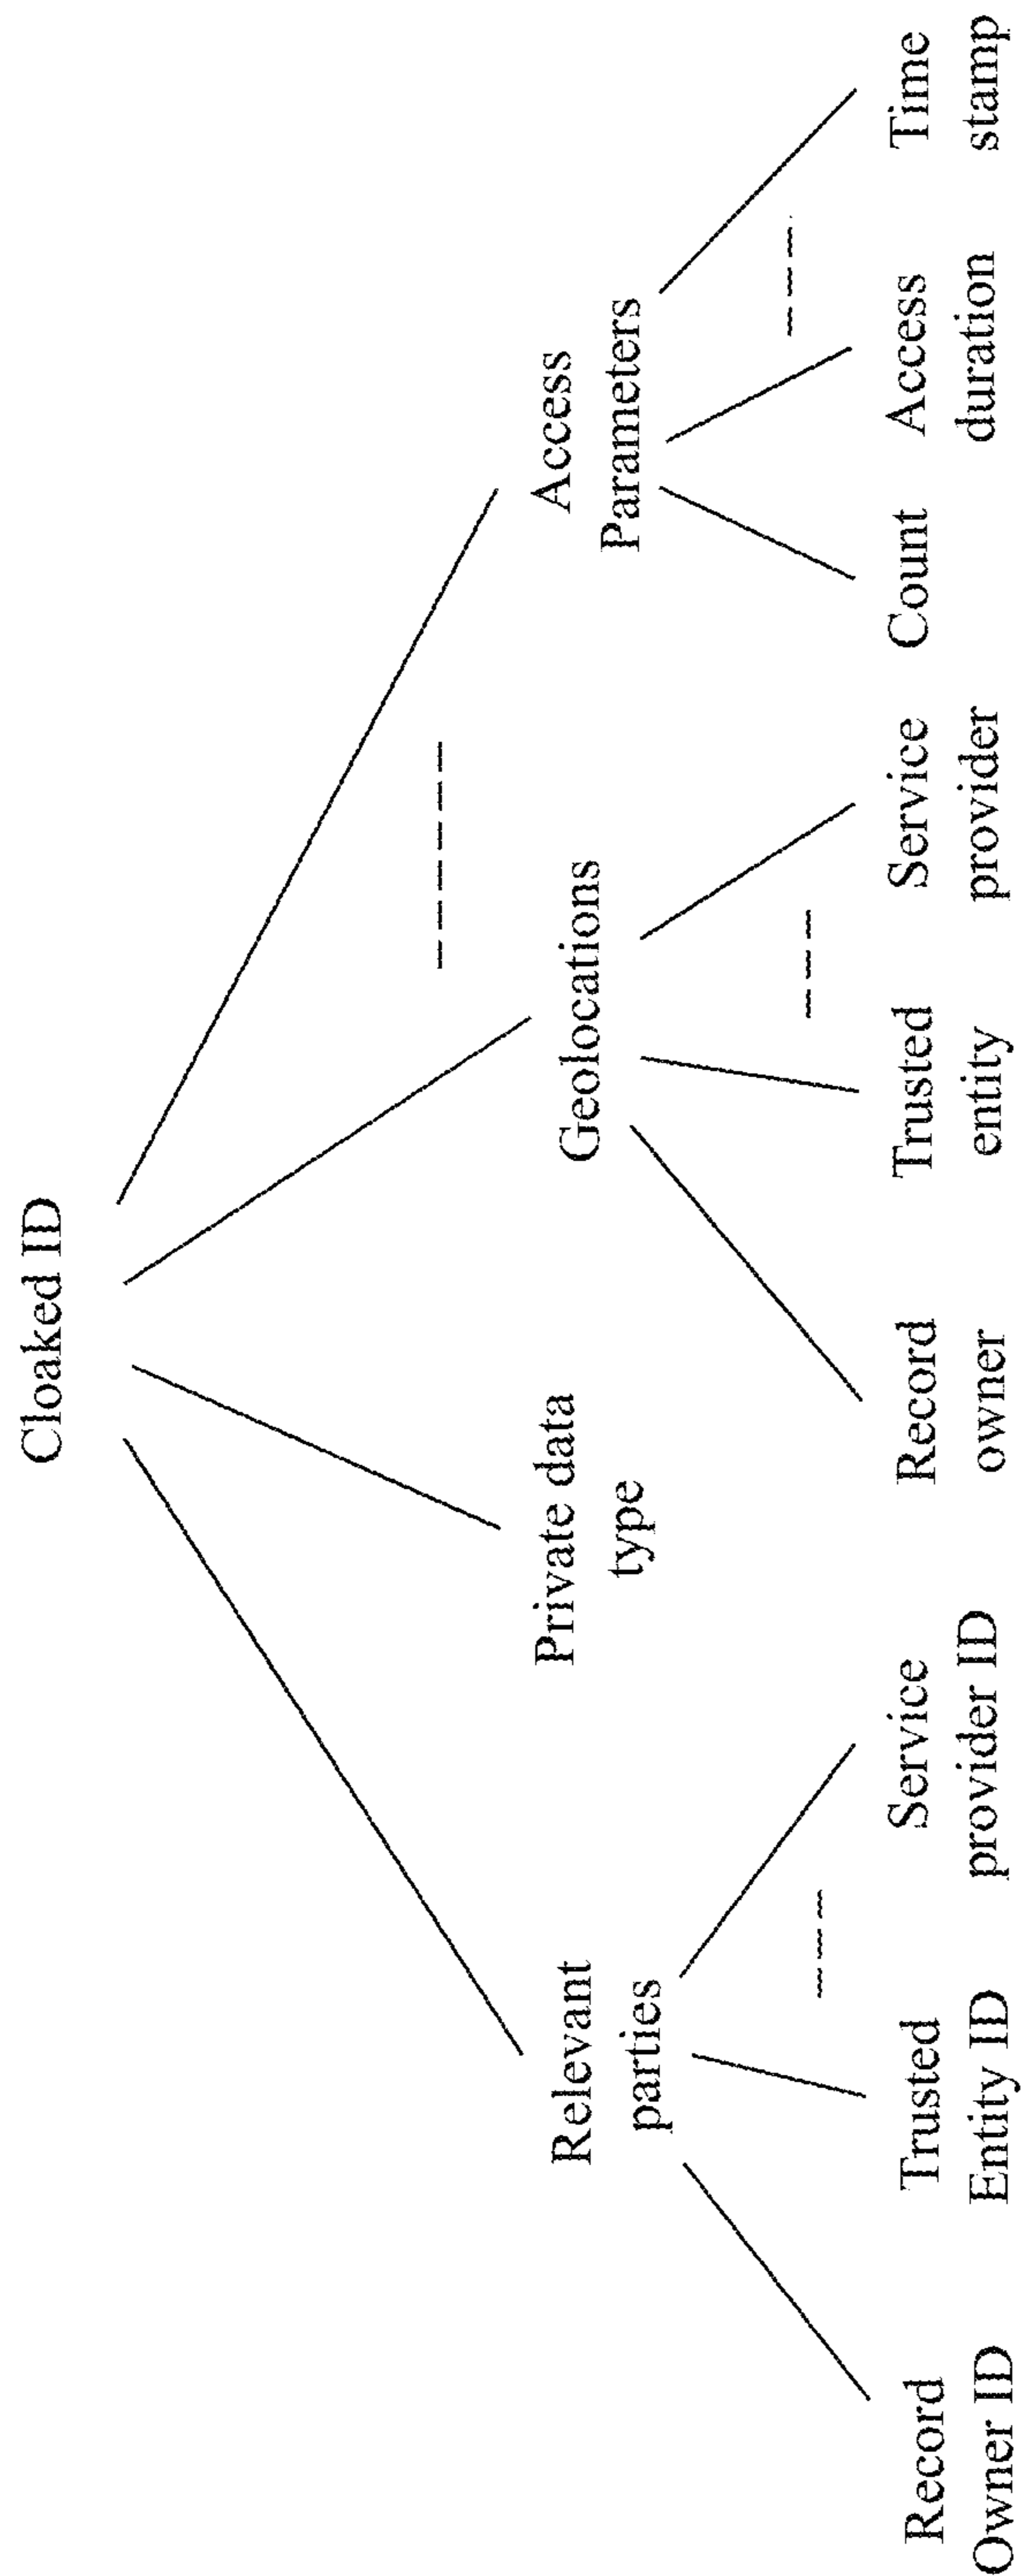 Cloaked ID
Relevant
parties
Private data
type
Geolocations
Access
Parameters
Record
Owner ID
Trusted
Entity ID
Service
provider ID
Record
owner
Trusted
entity
Service
provider
Count
Access
duration
Time
stamp